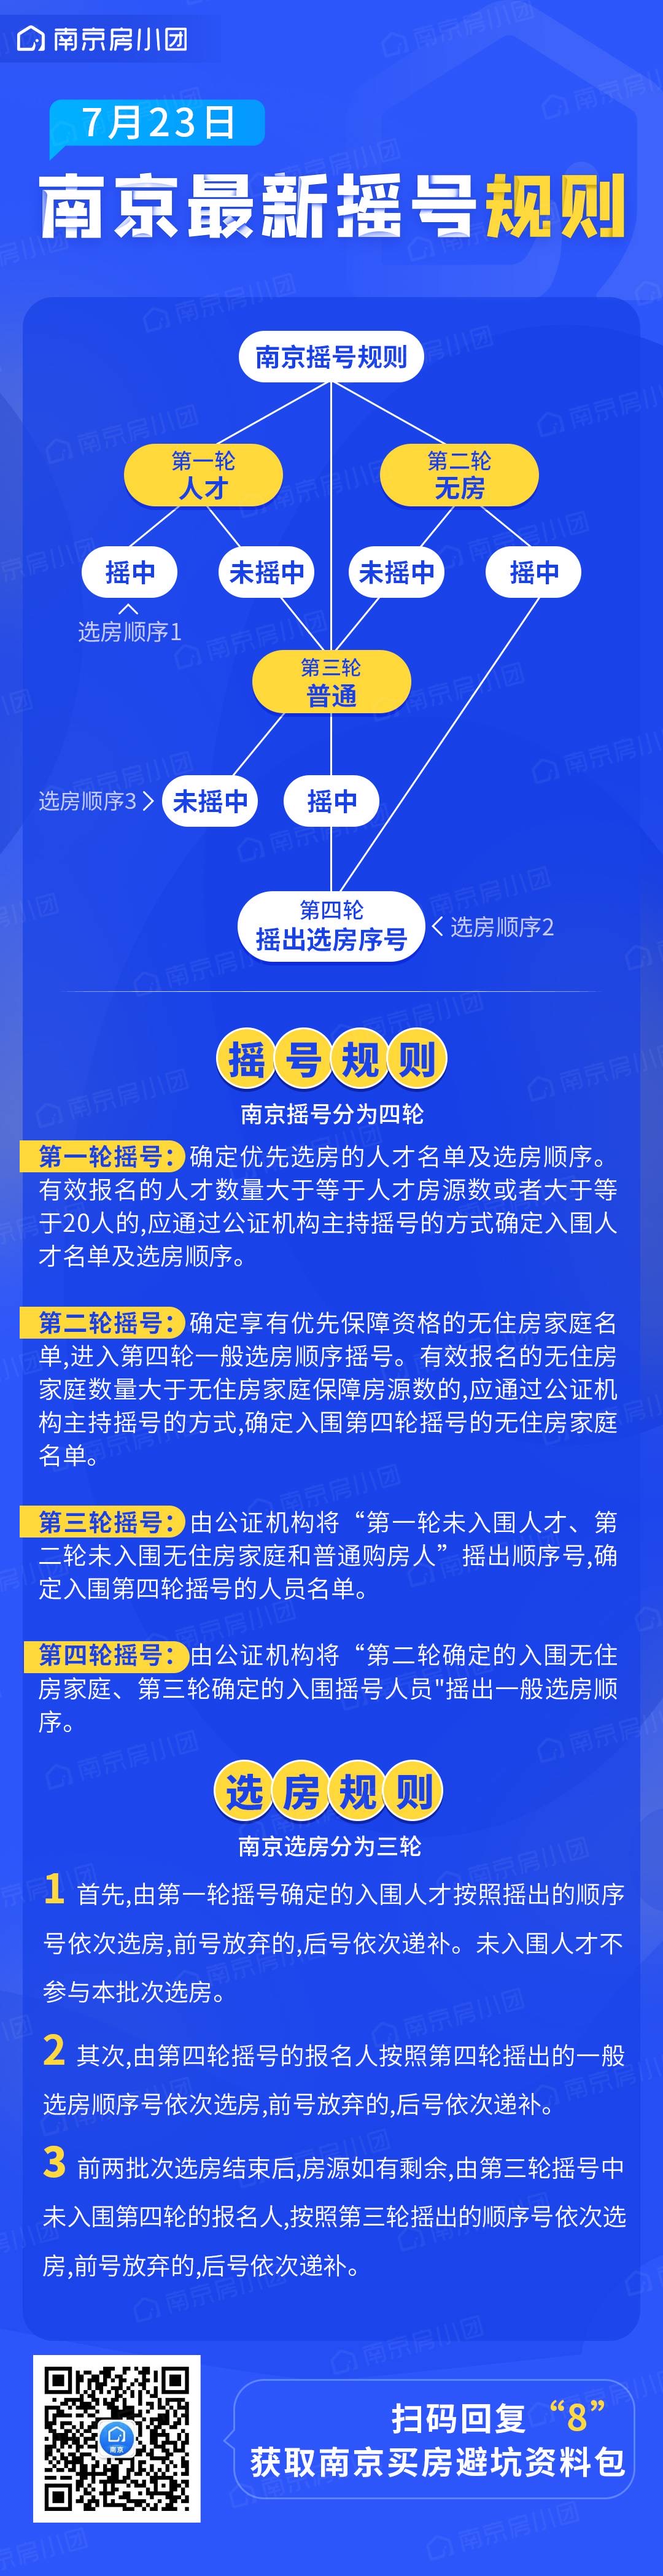 南京房小团
7月23日
南京最新摇号规则
南京摇号规则
第一轮
人才
第二轮
无房
摇中
未摇中
未摇中
摇中
选房顺序1
第三轮
普通
选房顺序3
未摇中
摇中
第四轮
摇出选房序号
选房顺序2
摇号规则
南京摇号分为四轮
第一轮摇号：确定优先选房的人才名单及选房顺序。
有效报名的人才数量大于等于人才房源数或者大于等
于20人的,应通过公证机构主持摇号的方式确定入围人
才名单及选房顺序。
第二轮摇号：确定享有优先保障资格的无住房家庭名
单,进入第四轮一般选房顺序摇号。有效报名的无住房
家庭数量大于无住房家庭保障房源数的,应通过公证机
构主持摇号的方式,确定入围第四轮摇号的无住房家庭
名单。
第三轮摇号：由公证机构将“第一轮未入围人才、第
二轮未入围无住房家庭和普通购房人”摇出顺序号,确
定入围第四轮摇号的人员名单。
第四轮摇号：由公证机构将“第二轮确定的入围无住
房家庭、第三轮确定的入围摇号人员"摇出一般选房顺
序。
选房规则
南京选房分为三轮
1 首先,由第一轮摇号确定的入围人才按照摇出的顺序
号依次选房,前号放弃的,后号依次递补。未入围人才不
参与本批次选房。
2 其次,由第四轮摇号的报名人按照第四轮摇出的一般
选房顺序号依次选房,前号放弃的,后号依次递补。
3 前两批次选房结束后,房源如有剩余,由第三轮摇号中
未入围第四轮的报名人,按照第三轮摇出的顺序号依次选
房,前号放弃的,后号依次递补。
南京
扫码回复“8”
获取南京买房避坑资料包